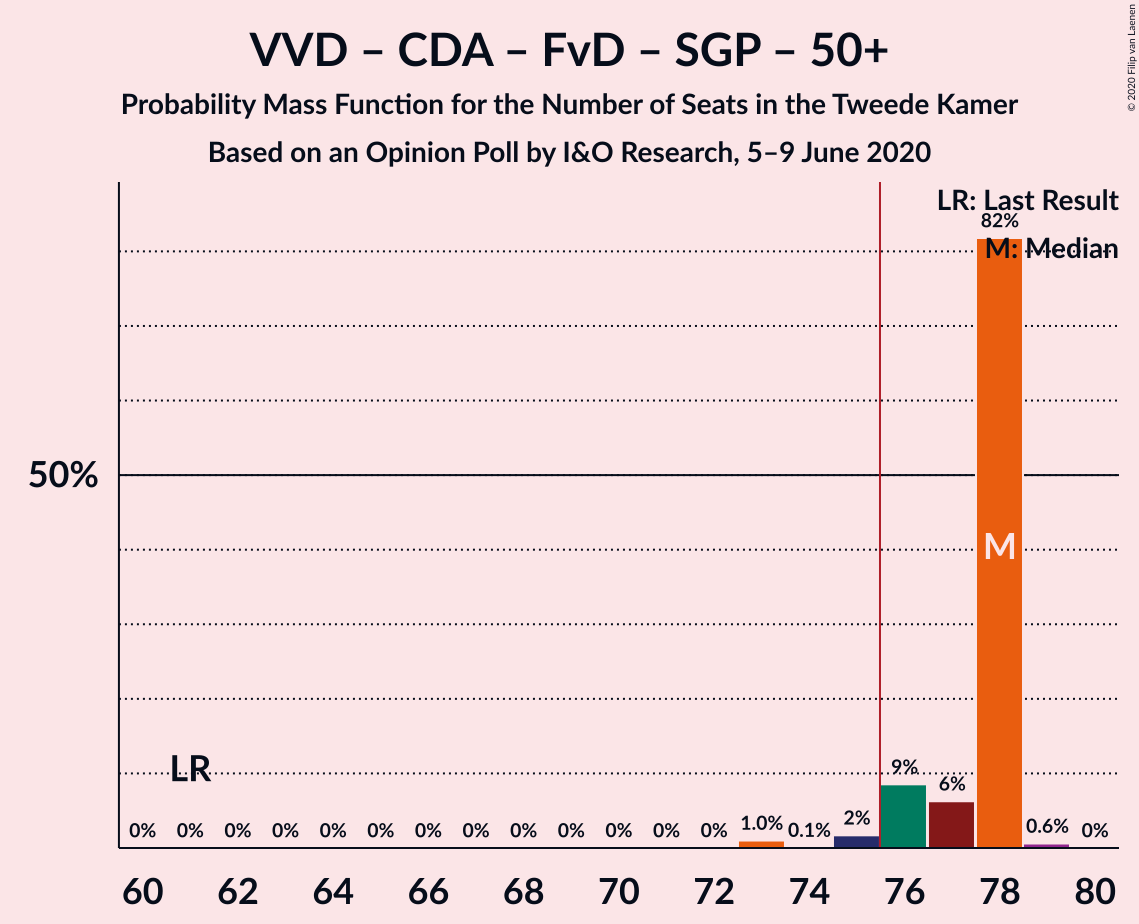 VVD – CDA – FvD – SGP – 50+
Probability Mass Function for the Number of Seats in the Tweede Kamer
Based on an Opinion Poll by I&O Research, 5–9 June 2020
© 2020 Filip van Laenen
LR: Last Result
82%
M: Median
50%
M
LR
0% 0% 0% 0% 0% 0% 0% 0% 0% 0% 0% 0% 0% 1.0% 0.1% 2% 9% 6% 0.6% 0%
60 62 64 66 68 70 72 74 76 78 80